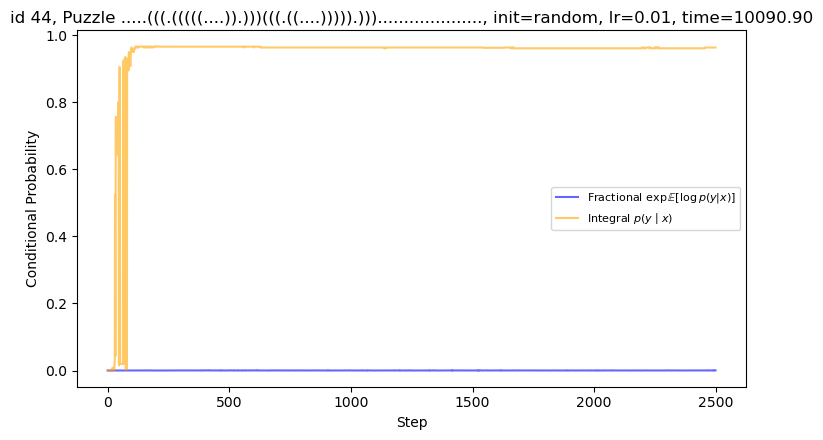 id 44, Puzzle .....(((.(((((....)).)))(((.((....))))).)))...................., init=random, lr=0.01, time=10090.90
1.0
0.8
0.6
0.4
0.2
0.0
Conditional Probability
Fractional exp𝔼[log p(y|x)]
Integral p(y | x)
0
500
1000
1500
2000
2500
Step